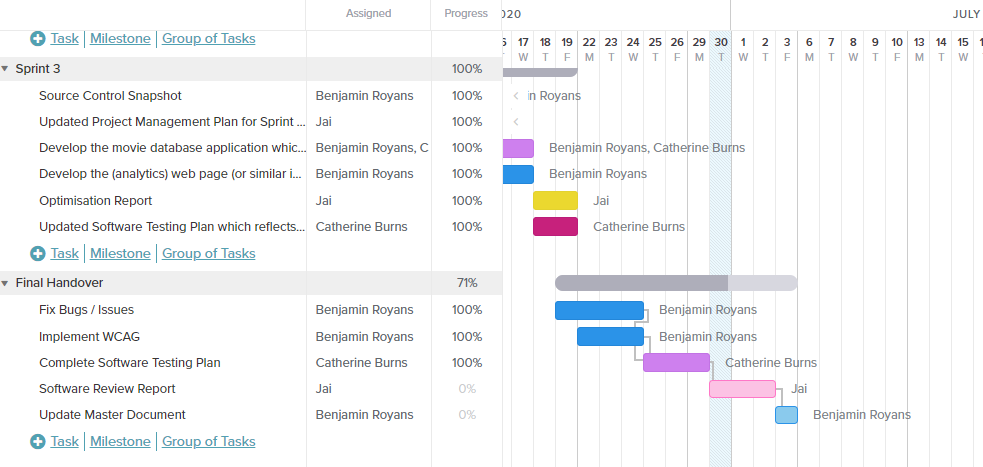 Assigned Progress 020 JULY
Task Milestone Group of Tasks
17 18 19 22 23 24 25 26 29 30 1 2 3 6 7 8 9 10 13 14 15
W T F M T W T F M T W T F M T W T F M T W
Sprint 3 100%
Source Control Snapshot Benjamin Royans 100% in Royans
Updated Project Management Plan for Sprint ... Jai 100%
Develop the movie database application whic... Benjamin Royans, C 100% Benjamin Royans, Catherine Burns
Develop the (analytics) web page (or similar i... Benjamin Royans 100% Benjamin Royans
Optimisation Report Jai 100% Jai
Updated Software Testing Plan which reflects... Catherine Burns 100% Catherine Burns
Task Milestone Group of Tasks
Final Handover 71%
Fix Bugs / Issues Benjamin Royans 100% Benjamin Royans
Implement WCAG Benjamin Royans 100% Benjamin Royans
Complete Software Testing Plan Catherine Burns 100% Catherine Burns
Software Review Report Jai 0% Jai
Update Master Document Benjamin Royans 0% Benjamin Royans
Task Milestone Group of Tasks